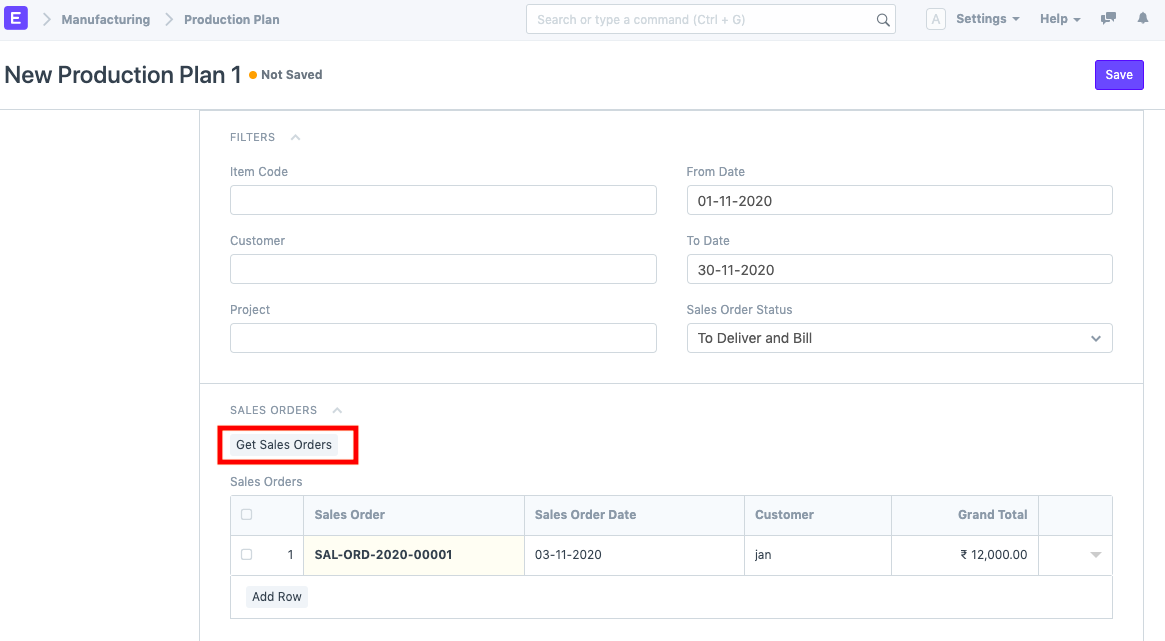 E Manufacturing Production Plan Search or type a command (Ctrl + G) A Settings Help
New Production Plan 1 Not Saved Save
FILTERS
Item Code From Date
01-11-2020
Customer To Date
30-11-2020
Project Sales Order Status
To Deliver and Bill
SALES ORDERS
Get Sales Orders
Sales Orders
Sales Order Sales Order Date Customer Grand Total
1 SAL-ORD-2020-00001 03-11-2020 jan ₹ 12,000.00
Add Row